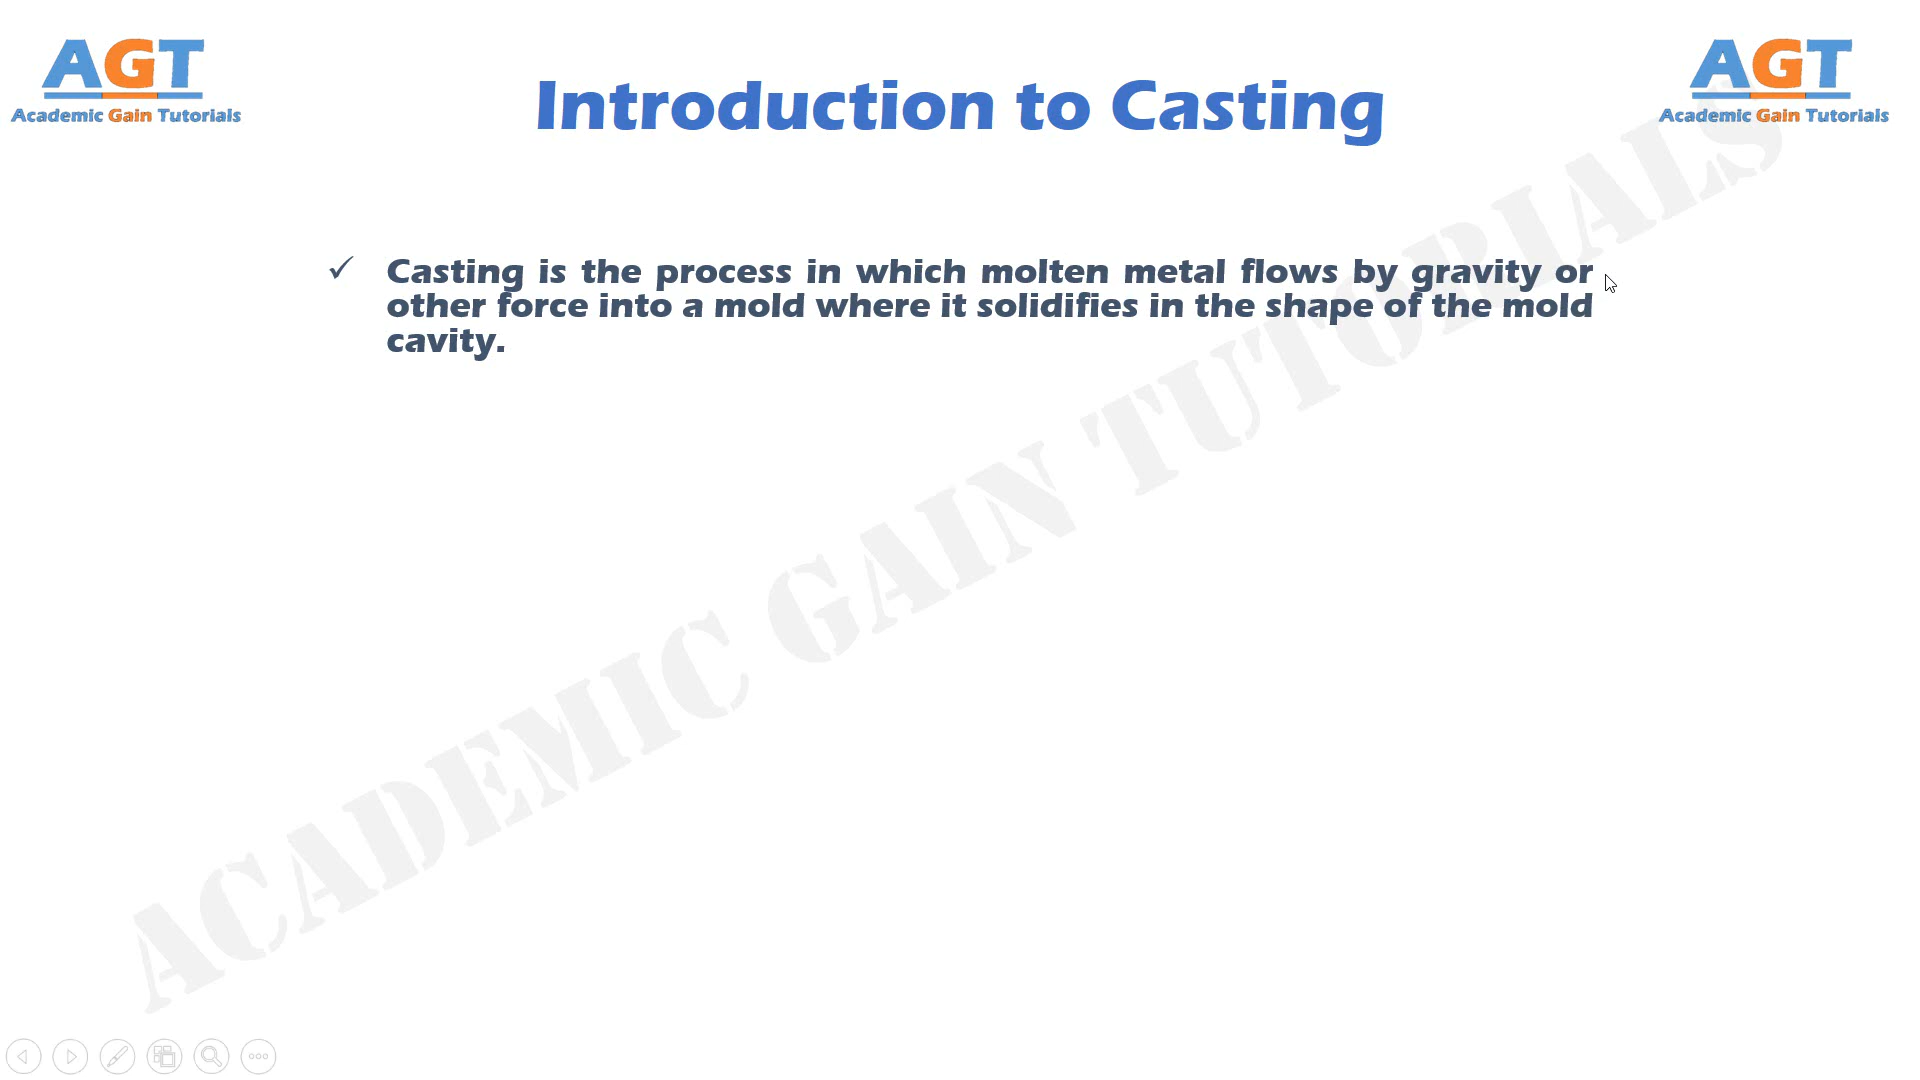 AGT
Academic Gain Tutorials
AGT
Academic Gain Tutorials
Introduction to Casting
✓ Casting is the process in which molten metal flows by gravity or
other force into a mold where it solidifies in the shape of the mold
cavity.
ACADEMIC GAIN TUTORIALS